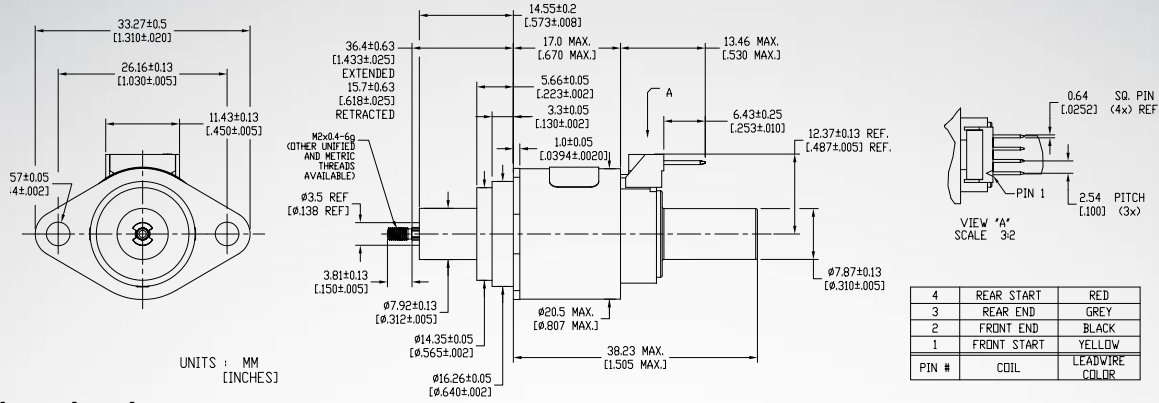 33.27±0.5
[1.310±.020]
26.16±0.13
[1.030±.005]
11.43±0.13
[.450±.005]
57±0.05
4±.002]
UNITS : MM
[INCHES]
14.55±0.2
[.573±.008]
36.4±0.63
[1.433±.025]
EXTENDED
15.7±0.63
[.618±.025]
RETRACTED
17.0 MAX.
[.670 MAX.]
13.46 MAX.
[.530 MAX.]
5.66±0.05
[.223±.002]
3.3±0.05
[.130±.002]
1.0±0.05
[.0394±.0020]
A
6.43±0.25
[.253±.010]
12.37±0.13 REF.
[.487±.005] REF.
M2x0.4-6g
(OTHER UNIFIED
AND METRIC
THREADS
AVAILABLE)
Ø3.5 REF
[Ø.138 REF]
3.81±0.13
[.150±.005]
Ø7.92±0.13
[Ø.312±.005]
Ø14.35±0.05
[Ø.565±.002]
Ø16.26±0.05
[Ø.640±.002]
Ø20.5 MAX.
[Ø.807 MAX.]
38.23 MAX.
[1.505 MAX.]
Ø7.87±0.13
[Ø.310±.005]
0.64 SQ. PIN
[.0252] (4x) REF
PIN 1
2.54 PITCH
[.100] (3x)
VIEW "A"
SCALE 3:2
4 REAR START RED
3 REAR END GREY
2 FRONT END BLACK
1 FRONT START YELLOW
PIN # COIL LEADWIRE COLOR